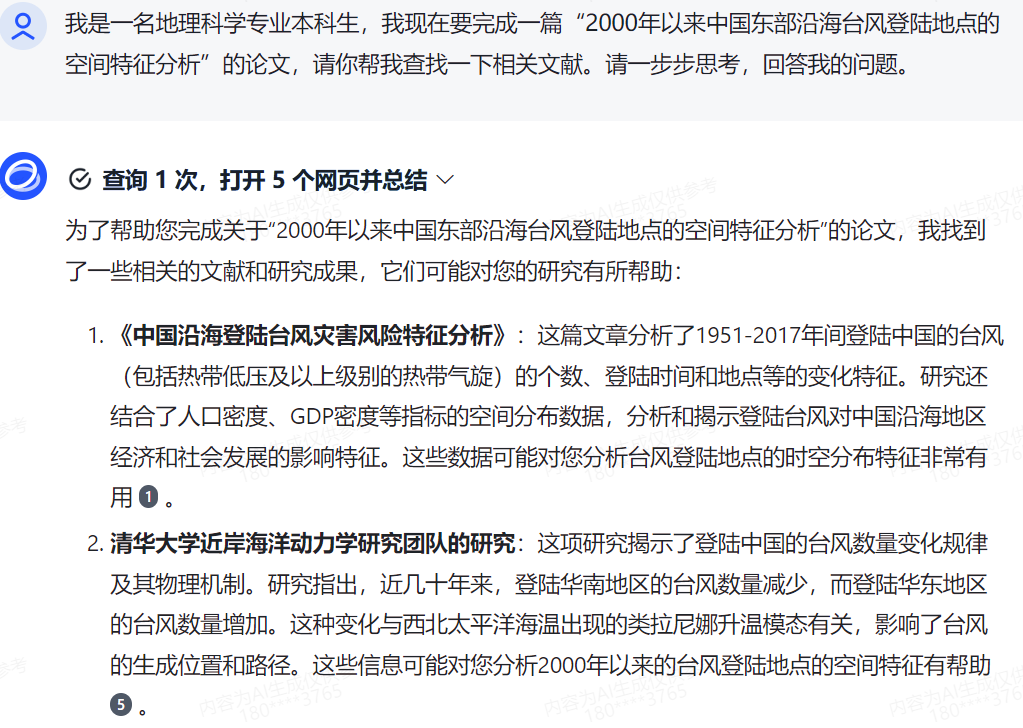 我是一名地理科学专业本科生，我现在要完成一篇“2000年以来中国东部沿海台风登陆地点的
空间特征分析”的论文，请你帮我查找一下相关文献。请一步步思考，回答我的问题。
查询 1 次，打开 5 个网页并总结
为了帮助您完成关于“2000年以来中国东部沿海台风登陆地点的空间特征分析”的论文，我找到
了一些相关的文献和研究成果，它们可能对您的研究有所帮助：
1. 《中国沿海登陆台风灾害风险特征分析》：这篇文章分析了1951-2017年间登陆中国的台风
（包括热带低压及以上级别的热带气旋）的个数、登陆时间和地点等的变化特征。研究还
结合了人口密度、GDP密度等指标的空间分布数据，分析和揭示登陆台风对中国沿海地区
经济和社会发展的影响特征。这些数据可能对您分析台风登陆地点的时空分布特征非常有
用 1 。
2. 清华大学近岸海洋动力学研究团队的研究：这项研究揭示了登陆中国的台风数量变化规律
及其物理机制。研究指出，近几十年来，登陆华南地区的台风数量减少，而登陆华东地区
的台风数量增加。这种变化与西北太平洋海温出现的类拉尼娜升温模态有关，影响了台风
的生成位置和路径。这些信息可能对您分析2000年以来的台风登陆地点的空间特征有帮助
5 。
内容为AI生成仅供参考
180****3765